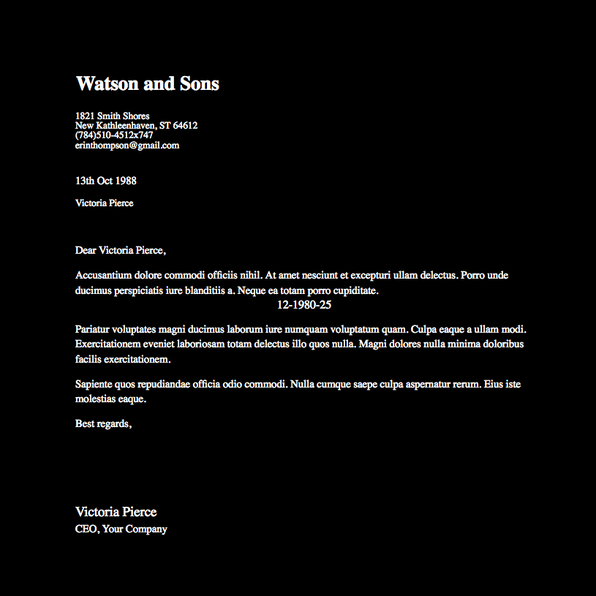 Watson and Sons
1821 Smith Shores
New Kathleenhaven, ST 64612
(784)510-4512x747
erinthompson@gmail.com
13th Oct 1988
Victoria Pierce
Dear Victoria Pierce,
Accusantium dolore commodi officiis nihil. At amet nesciunt et excepturi ullam delectus. Porro unde
ducimus perspiciatis iure blanditiis a. Neque ea totam porro cupiditate.
12-1980-25
Pariatur voluptates magni ducimus laborum iure numquam voluptatum quam. Culpa eaque a ullam modi.
Exercitationem eveniet laboriosam totam delectus illo quos nulla. Magni dolores nulla minima doloribus
facilis exercitationem.
Sapiente quos repudiandae officia odio commodi. Nulla cumque saepe culpa aspernatur rerum. Eius iste
molestias eaque.
Best regards,
Victoria Pierce
CEO, Your Company